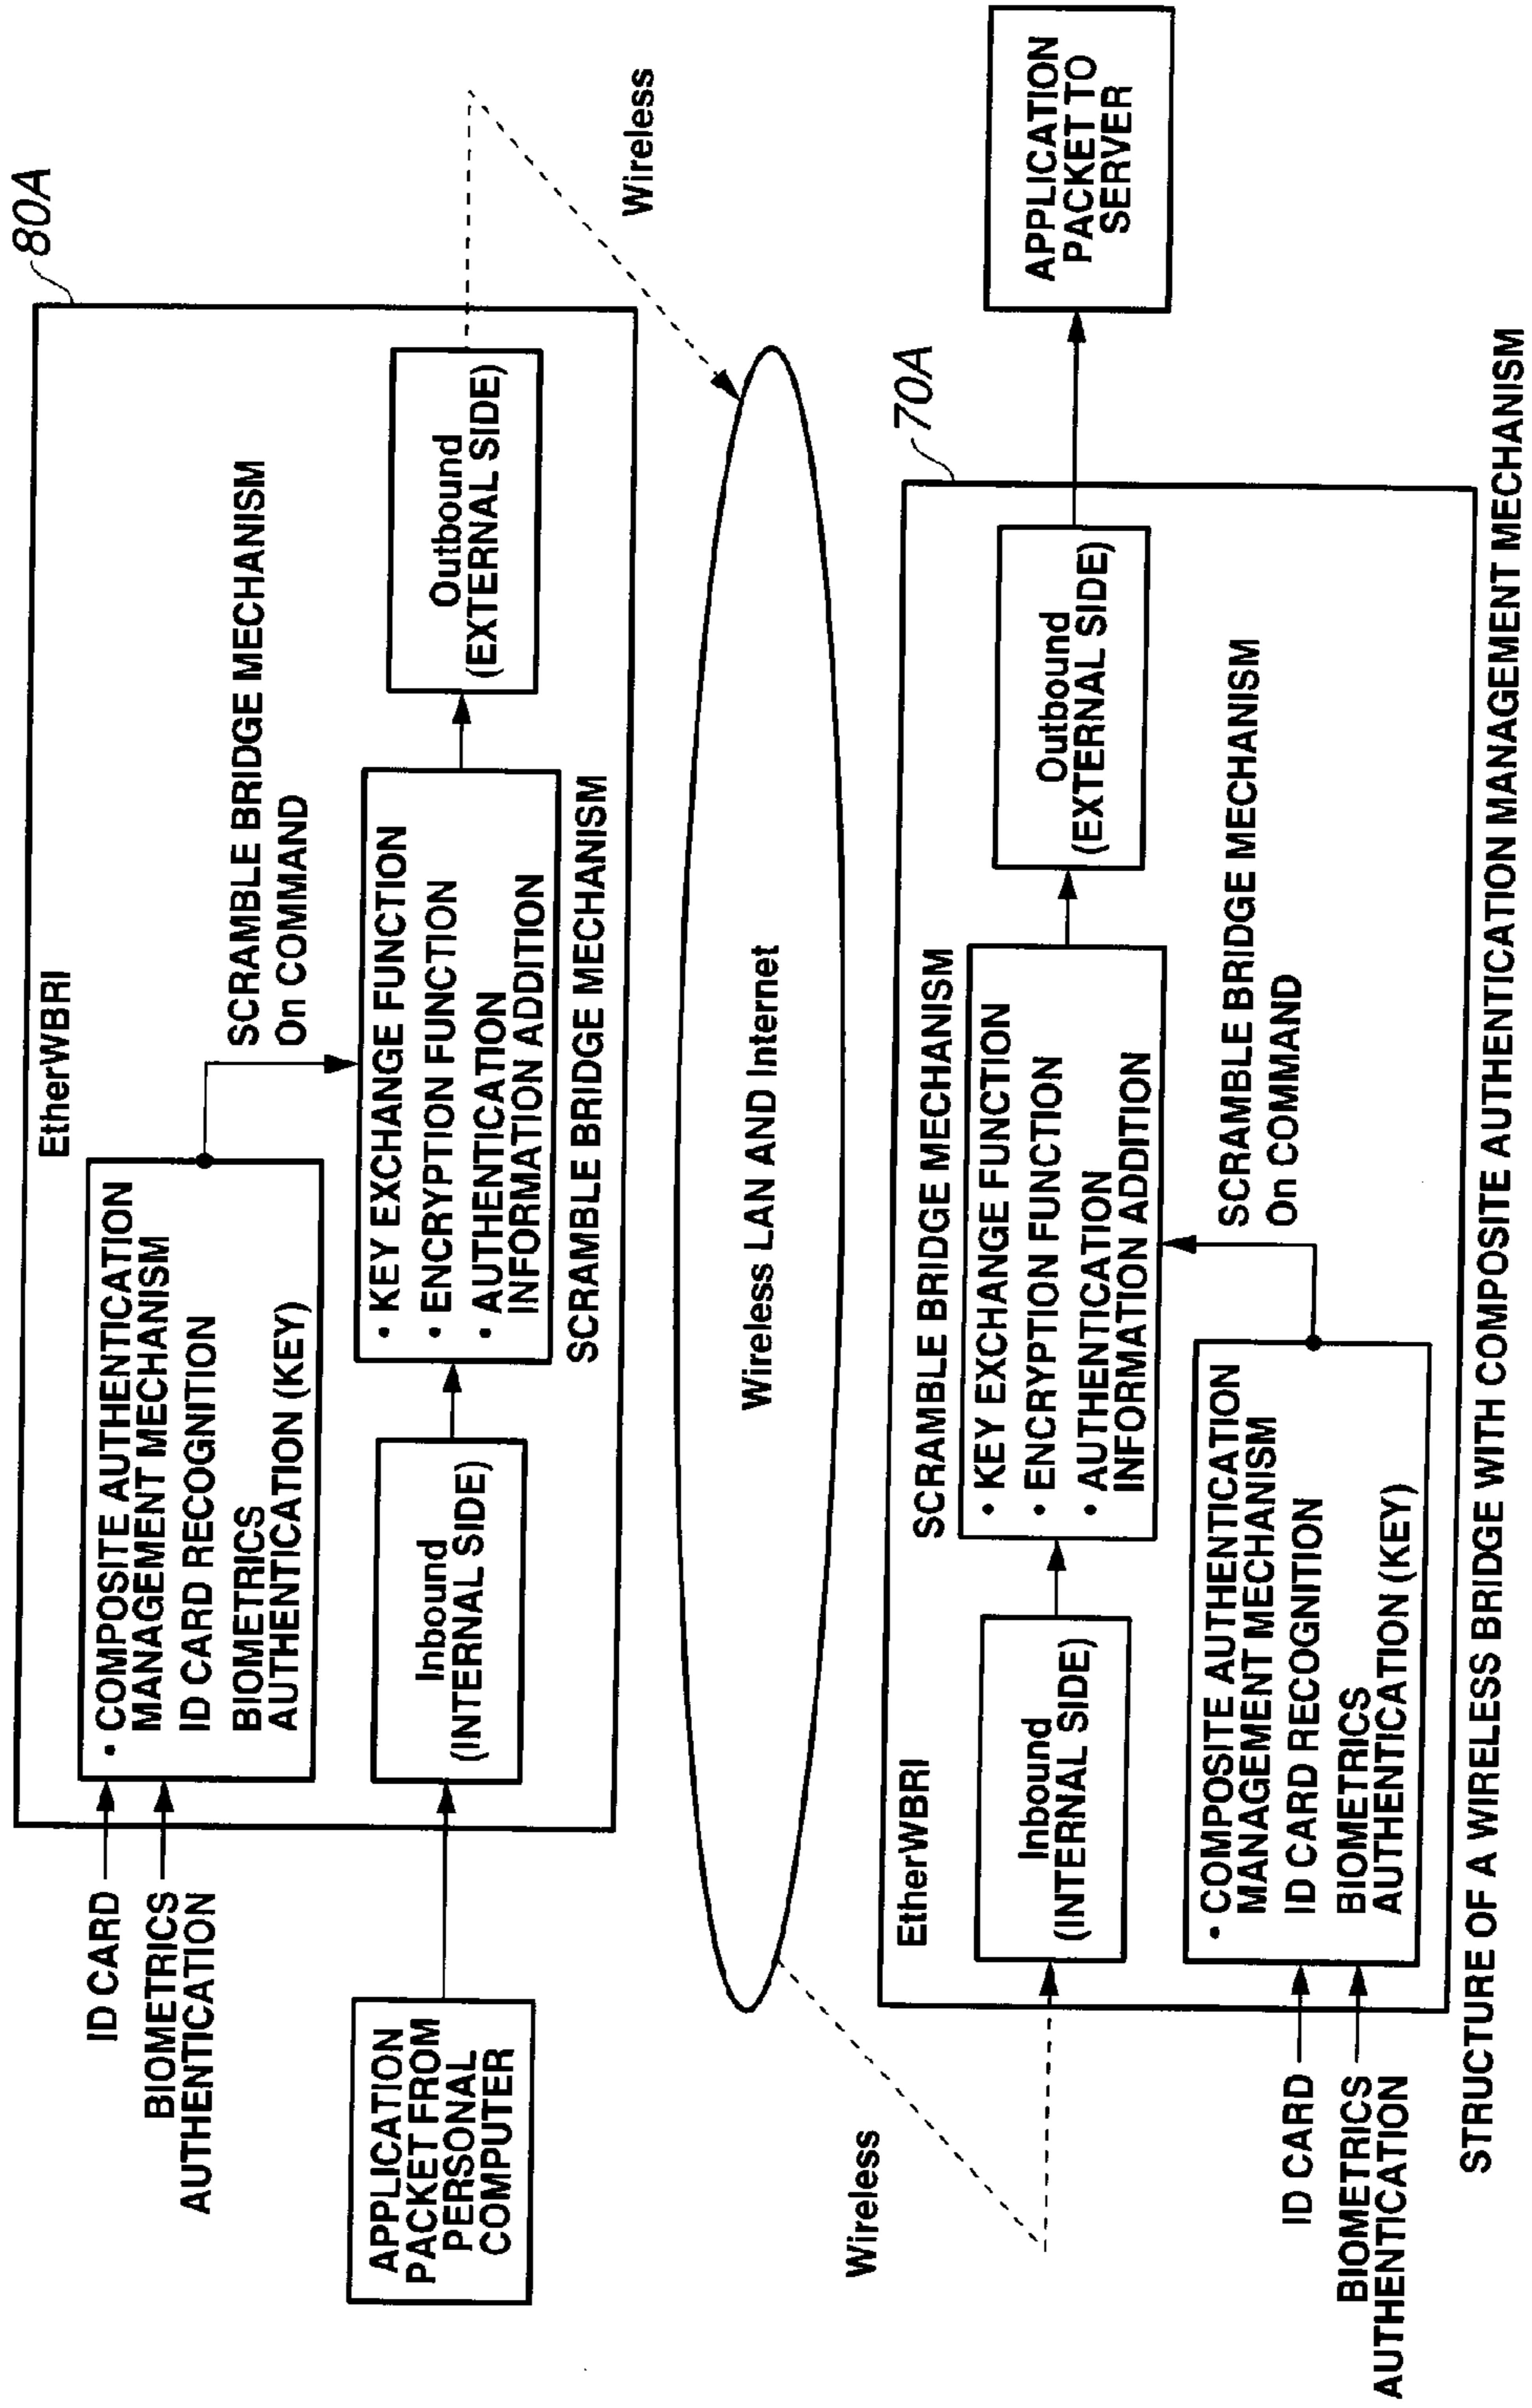 80A
EtherWBRI
ID CARD
BIOMETRICS
AUTHENTICATION
• COMPOSITE AUTHENTICATION
MANAGEMENT MECHANISM
ID CARD RECOGNITION
BIOMETRICS
AUTHENTICATION (KEY)
SCRAMBLE BRIDGE MECHANISM
On COMMAND
APPLICATION
PACKET FROM
PERSONAL
COMPUTER
Inbound
(INTERNAL SIDE)
• KEY EXCHANGE FUNCTION
• ENCRYPTION FUNCTION
• AUTHENTICATION
INFORMATION ADDITION
SCRAMBLE BRIDGE MECHANISM
Outbound
(EXTERNAL SIDE)
Wireless
Wireless LAN AND Internet
Wireless
70A
EtherWBRI
Inbound
(INTERNAL SIDE)
SCRAMBLE BRIDGE MECHANISM
• KEY EXCHANGE FUNCTION
• ENCRYPTION FUNCTION
• AUTHENTICATION
INFORMATION ADDITION
Outbound
(EXTERNAL SIDE)
APPLICATION
PACKET TO
SERVER
ID CARD
BIOMETRICS
AUTHENTICATION
• COMPOSITE AUTHENTICATION
MANAGEMENT MECHANISM
ID CARD RECOGNITION
BIOMETRICS
AUTHENTICATION (KEY)
SCRAMBLE BRIDGE MECHANISM
On COMMAND
STRUCTURE OF A WIRELESS BRIDGE WITH COMPOSITE AUTHENTICATION MANAGEMENT MECHANISM